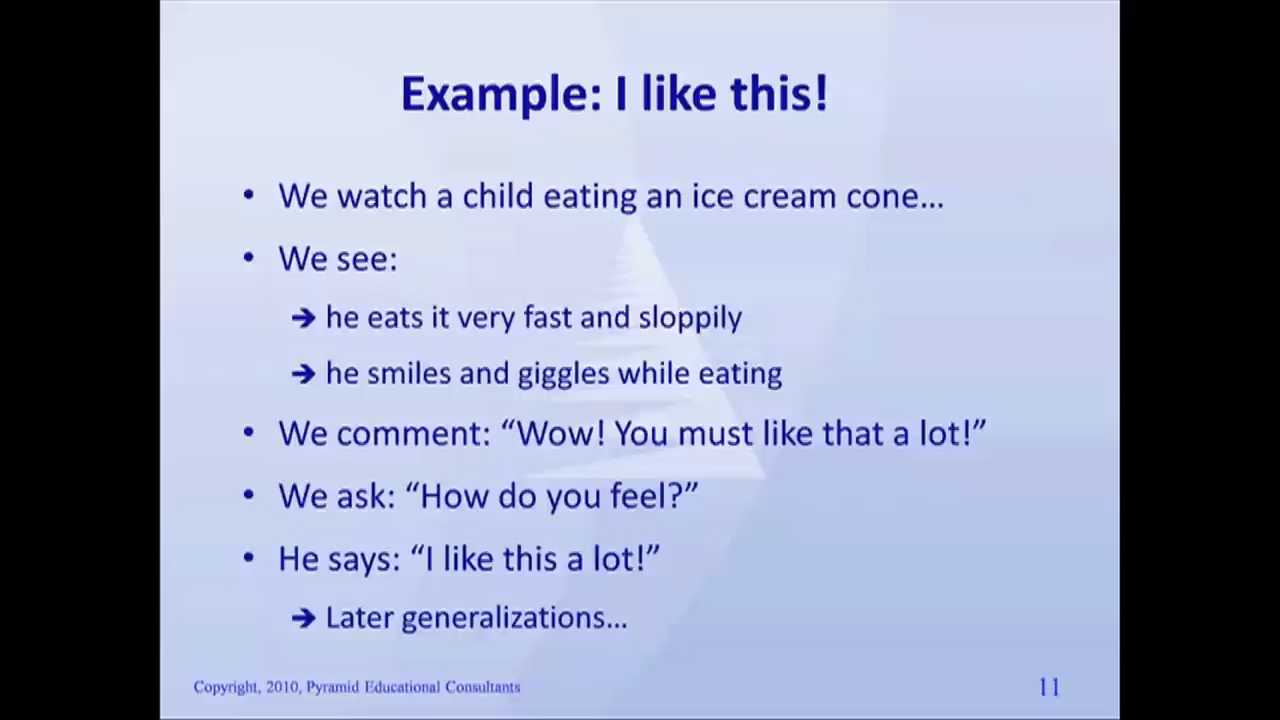 Example: I like this!
• We watch a child eating an ice cream cone…
• We see:
➔ he eats it very fast and sloppily
➔ he smiles and giggles while eating
• We comment: “Wow! You must like that a lot!”
• We ask: “How do you feel?”
• He says: “I like this a lot!”
➔ Later generalizations…
Copyright, 2010, Pyramid Educational Consultants
11